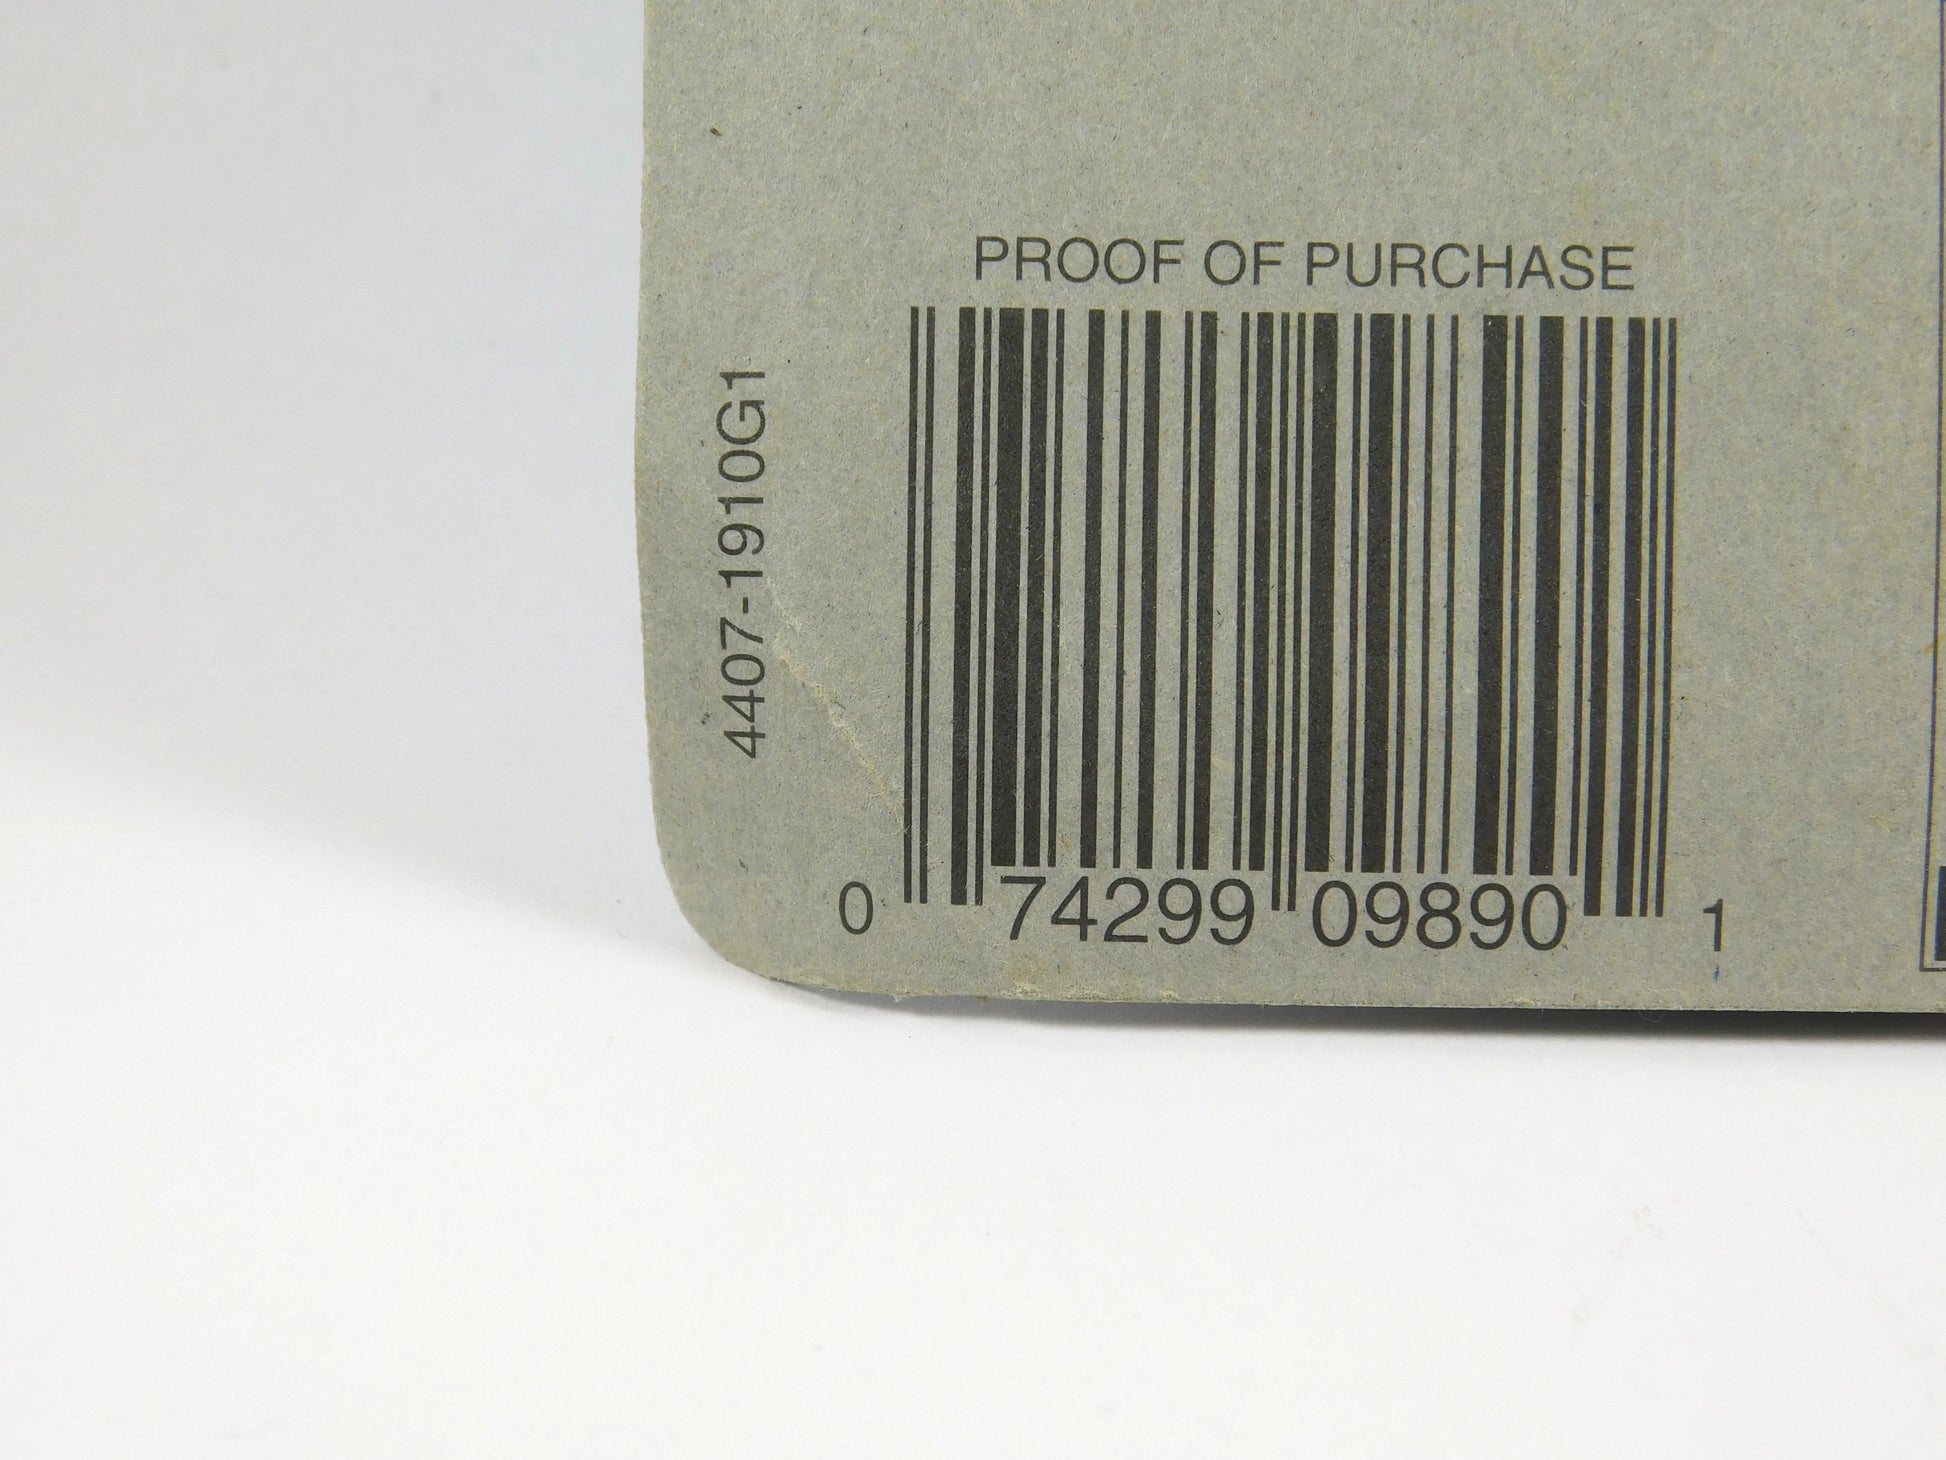 PROOF OF PURCHASE
4407-1910G1
0 74299 09890 1